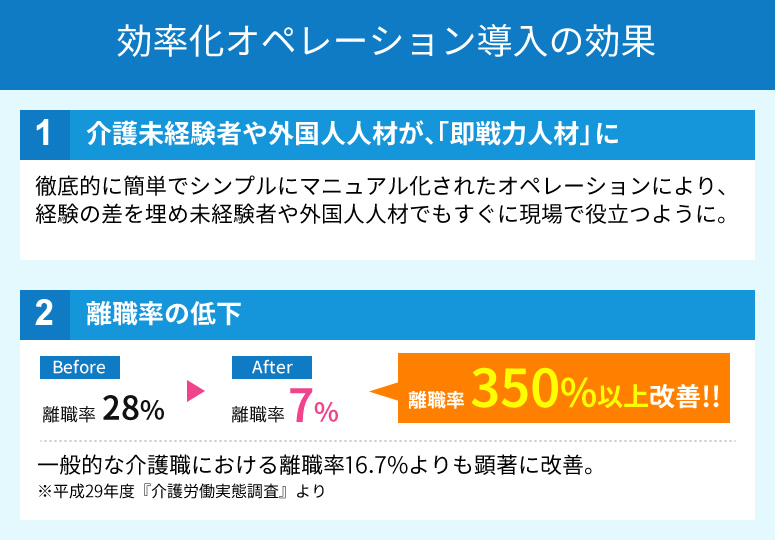 効率化オペレーション導入の効果
1 介護未経験者や外国人人材が、「即戦力人材」に
徹底的に簡単でシンプルにマニュアル化されたオペレーションにより、
経験の差を埋め未経験者や外国人人材でもすぐに現場で役立つように。
2 離職率の低下
Before
離職率 28%
After
離職率 7%
離職率 350%以上改善!!
一般的な介護職における離職率16.7%よりも顕著に改善。
※平成29年度『介護労働実態調査』より